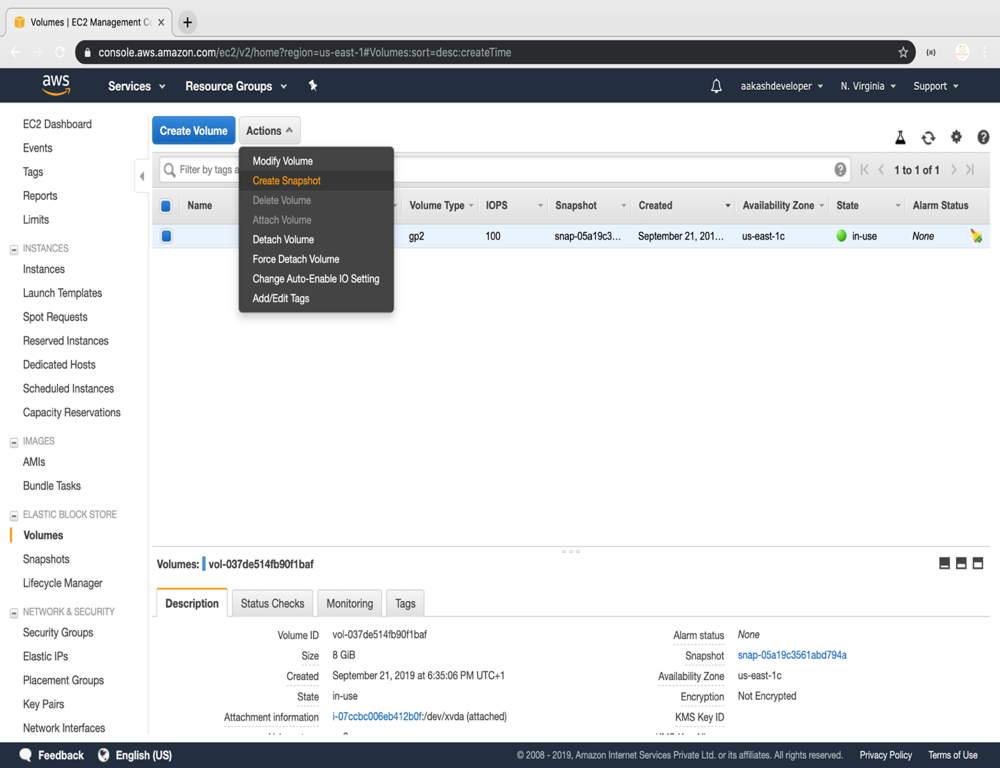 Volumes | EC2 Management Co
console.aws.amazon.com/ec2/v2/home?region=us-east-1#Volumes:sort=desc:createTime
aws Services Resource Groups aakashdeveloper N. Virginia Support
EC2 Dashboard
Events
Tags
Reports
Limits
INSTANCES
Instances
Launch Templates
Spot Requests
Reserved Instances
Dedicated Hosts
Scheduled Instances
Capacity Reservations
IMAGES
AMIs
Bundle Tasks
ELASTIC BLOCK STORE
Volumes
Snapshots
Lifecycle Manager
NETWORK & SECURITY
Security Groups
Elastic IPs
Placement Groups
Key Pairs
Network Interfaces
Create Volume Actions
Modify Volume
Create Snapshot
Delete Volume
Attach Volume
Detach Volume
Force Detach Volume
Change Auto-Enable IO Setting
Add/Edit Tags
Filter by tags a
1 to 1 of 1
Name Volume Type IOPS Snapshot Created Availability Zone State Alarm Status
gp2 100 snap-05a19c3... September 21, 201... us-east-1c in-use None
Volumes: vol-037de514fb90f1baf
Description Status Checks Monitoring Tags
Volume ID vol-037de514fb90f1baf
Size 8 GiB
Created September 21, 2019 at 6:35:06 PM UTC+1
State in-use
Attachment information i-07ccbc006eb412b0f:/dev/xvda (attached)
Alarm status None
Snapshot snap-05a19c3561abd794a
Availability Zone us-east-1c
Encryption Not Encrypted
KMS Key ID
Feedback English (US) © 2008 - 2019, Amazon Internet Services Private Ltd. or its affiliates. All rights reserved. Privacy Policy Terms of Use